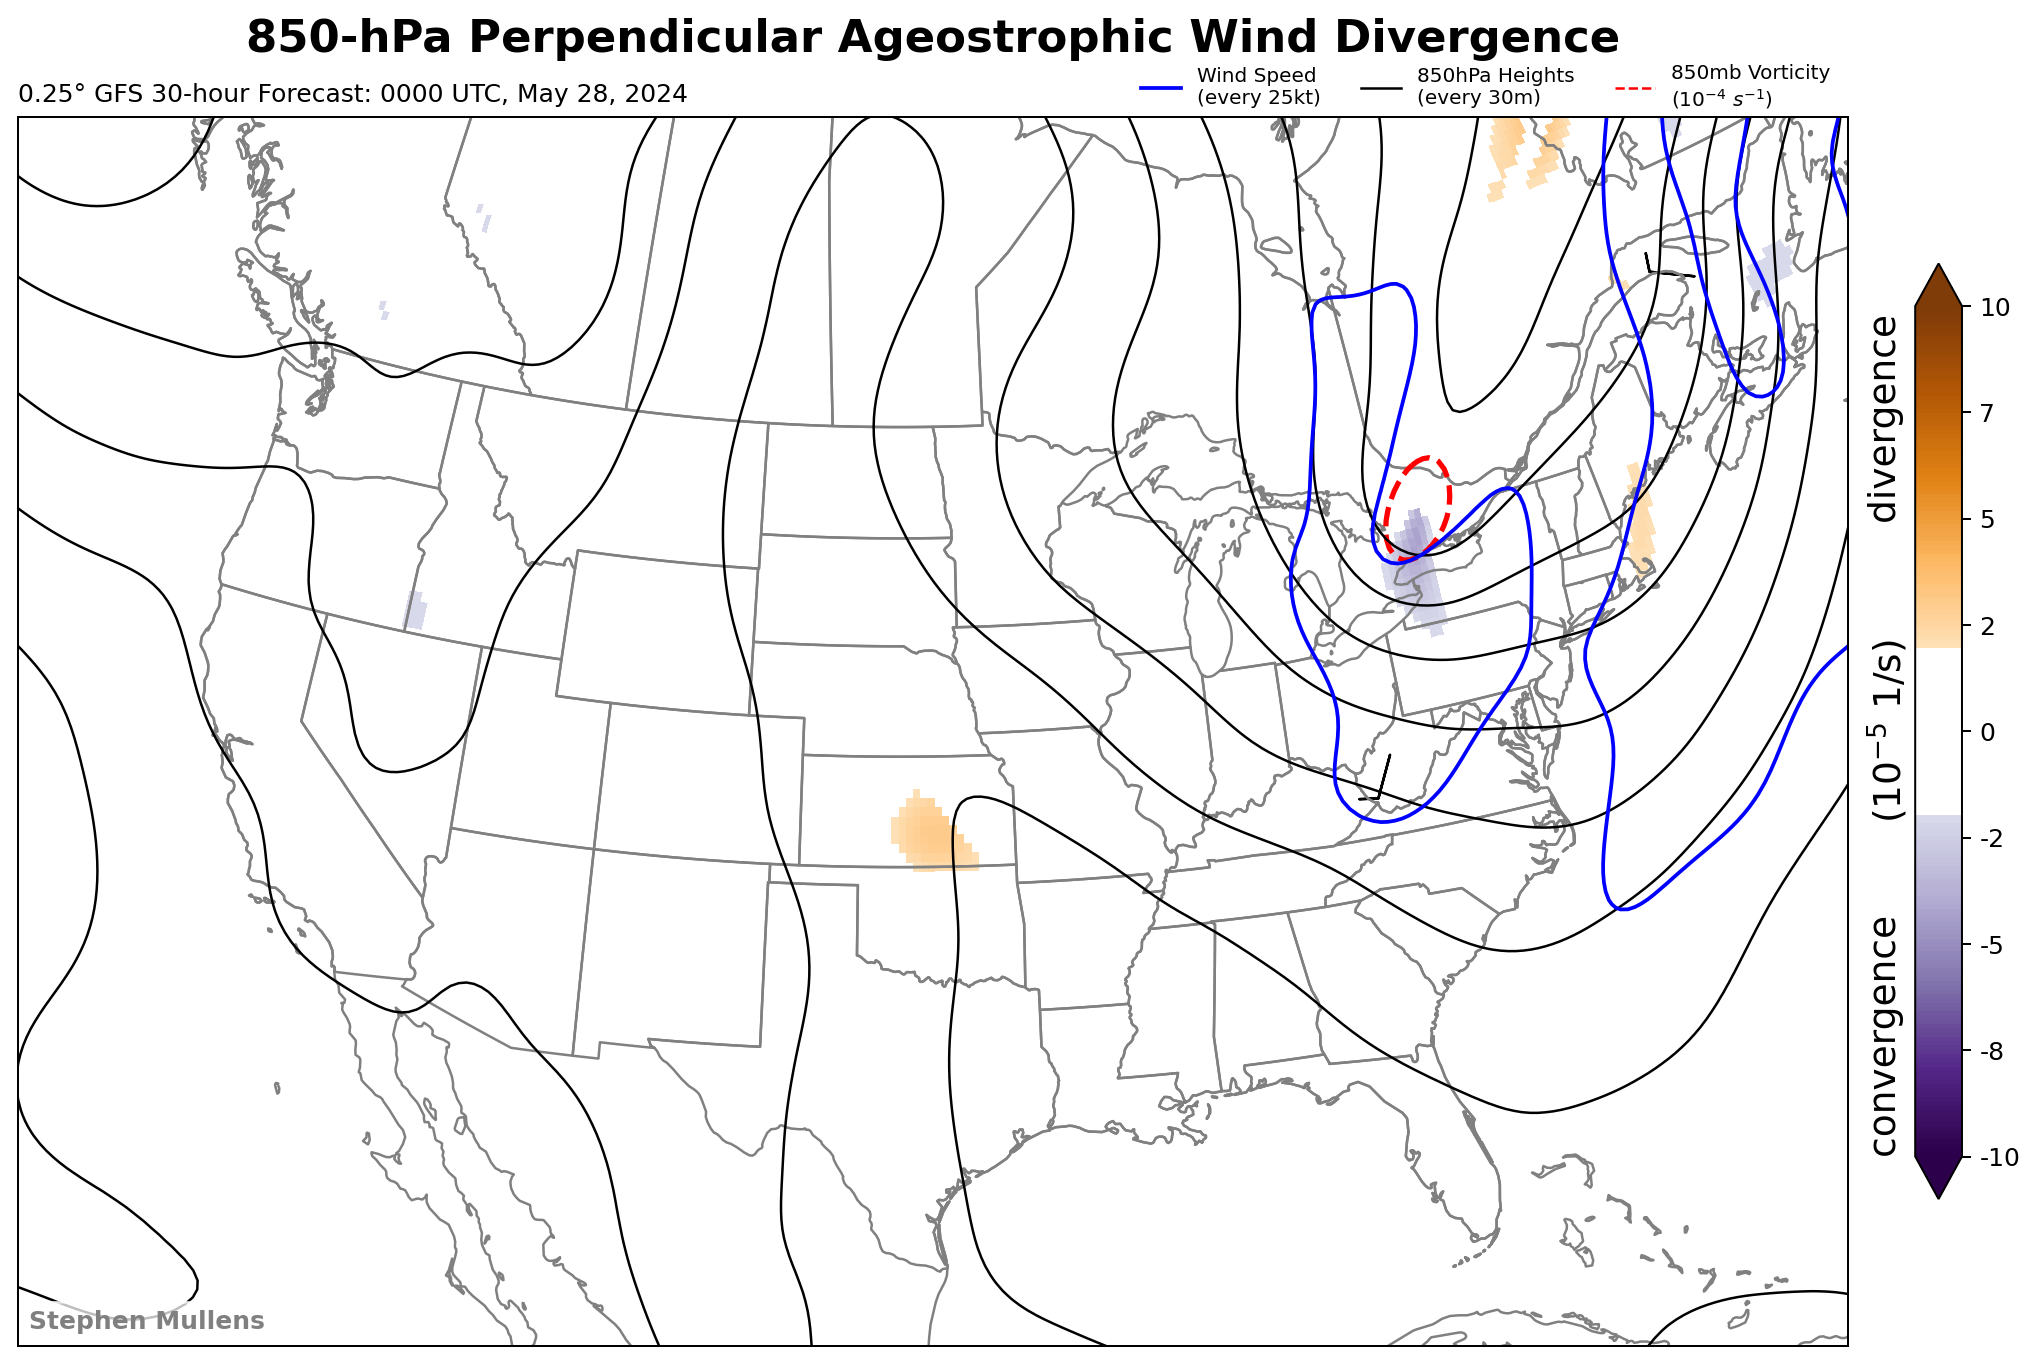 850-hPa Perpendicular Ageostrophic Wind Divergence
0.25° GFS 30-hour Forecast: 0000 UTC, May 28, 2024
Wind Speed
(every 25kt)
850hPa Heights
(every 30m)
850mb Vorticity
(10⁻⁴ s⁻¹)
10
7
5
2
0
-2
-5
-8
-10
convergence (10⁻⁵ 1/s) divergence
Stephen Mullens